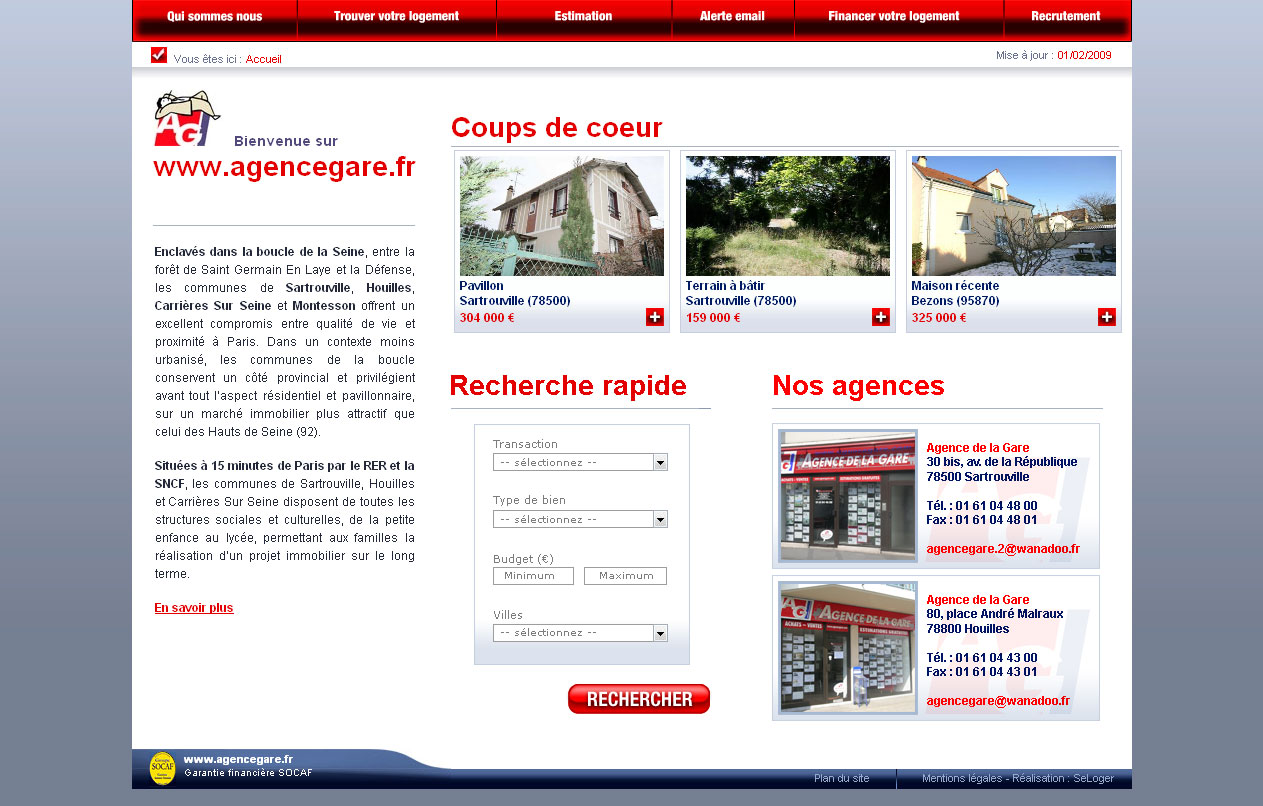 Qui sommes nous
Trouver votre logement
Estimation
Alerte email
Financer votre logement
Recrutement
Vous êtes ici : Accueil
Mise à jour : 01/02/2009
AGI
Bienvenue sur
www.agencegare.fr
Enclavés dans la boucle de la Seine, entre la
forêt de Saint Germain En Laye et la Défense,
les communes de Sartrouville, Houilles,
Carrières Sur Seine et Montesson offrent un
excellent compromis entre qualité de vie et
proximité à Paris. Dans un contexte moins
urbanisé, les communes de la boucle
conservent un côté provincial et privilégient
avant tout l'aspect résidentiel et pavillonnaire,
sur un marché immobilier plus attractif que
celui des Hauts de Seine (92).
Situées à 15 minutes de Paris par le RER et la
SNCF, les communes de Sartrouville, Houilles
et Carrières Sur Seine disposent de toutes les
structures sociales et culturelles, de la petite
enfance au lycée, permettant aux familles la
réalisation d'un projet immobilier sur le long
terme.
En savoir plus
Coups de coeur
Pavillon
Sartrouville (78500)
304 000 €
Terrain à bâtir
Sartrouville (78500)
159 000 €
Maison récente
Bezons (95870)
325 000 €
Recherche rapide
Transaction
-- sélectionnez --
Type de bien
-- sélectionnez --
Budget (€)
Minimum
Maximum
Villes
-- sélectionnez --
RECHERCHER
Nos agences
AGENCE DE LA GARE
Agence de la Gare
30 bis, av. de la République
78500 Sartrouville
Tél. : 01 61 04 48 00
Fax : 01 61 04 48 01
agencegare.2@wanadoo.fr
AGENCE DE LA GARE
ACHATS - VENTES
ESTIMATIONS GRATUITES
Agence de la Gare
80, place André Malraux
78800 Houilles
Tél. : 01 61 04 43 00
Fax : 01 61 04 43 01
agencegare@wanadoo.fr
SOCAF
www.agencegare.fr
Garantie financière SOCAF
Plan du site
Mentions légales - Réalisation : SeLoger